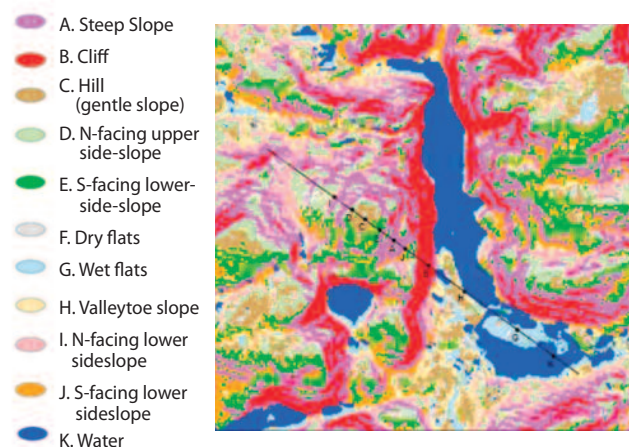 A. Steep Slope
B. Cliff
C. Hill
(gentle slope)
D. N-facing upper
side-slope
E. S-facing lower-
side-slope
F. Dry flats
G. Wet flats
H. Valleytoe slope
I. N-facing lower
sideslope
J. S-facing lower
sideslope
K. Water